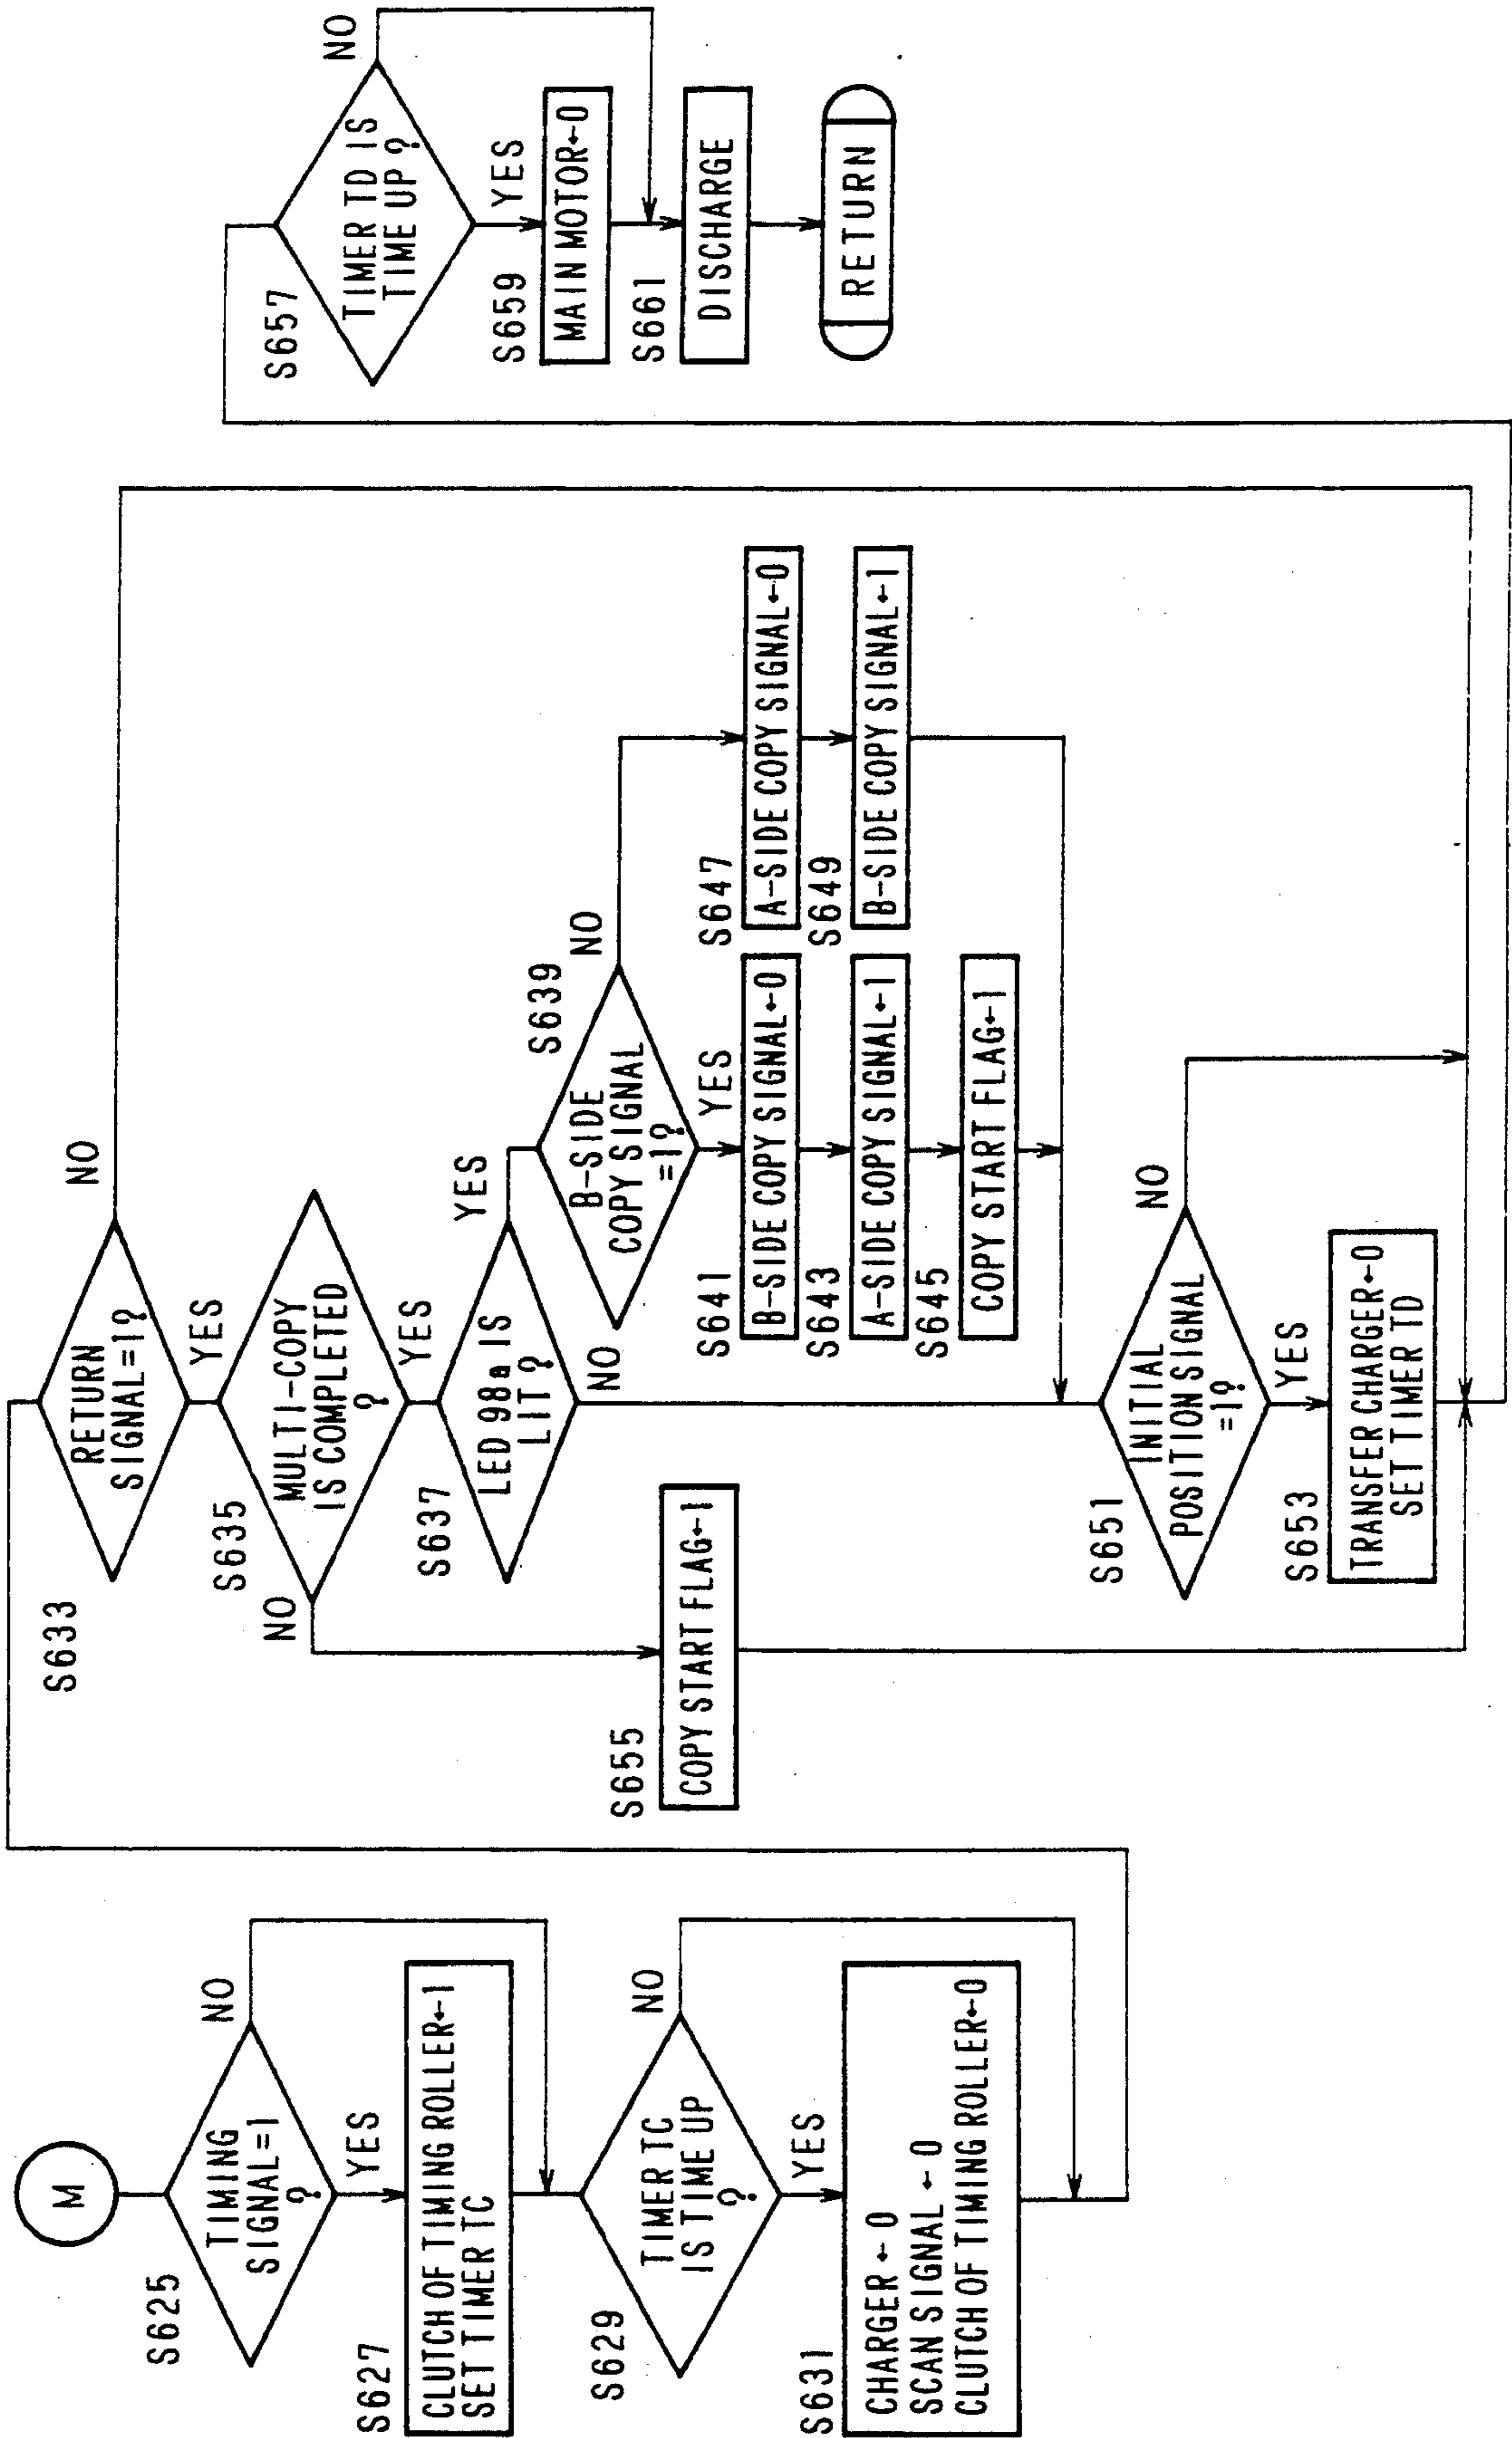 M
S625
TIMING
SIGNAL=1
?
NO
YES
S627
CLUTCH OF TIMING ROLLER←1
SET TIMER TC
S629
TIMER TC
IS TIME UP
?
NO
YES
S631
CHARGER ← 0
SCAN SIGNAL ← 0
CLUTCH OF TIMING ROLLER←0
S633
RETURN
SIGNAL=1?
NO
YES
S635
MULTI-COPY
IS COMPLETED
?
NO
YES
S637
LED 98a IS
LIT ?
YES
NO
S639
B-SIDE
COPY SIGNAL
=1?
NO
YES
S641
B-SIDE COPY SIGNAL←0
S643
A-SIDE COPY SIGNAL←1
S645
COPY START FLAG←1
S647
A-SIDE COPY SIGNAL←0
S649
B-SIDE COPY SIGNAL←1
S655
COPY START FLAG←1
S651
INITIAL
POSITION SIGNAL
=1?
NO
YES
S653
TRANSFER CHARGER←0
SET TIMER TD
S657
TIMER TD IS
TIME UP ?
NO
YES
S659
MAIN MOTOR←0
S661
DISCHARGE
RETURN